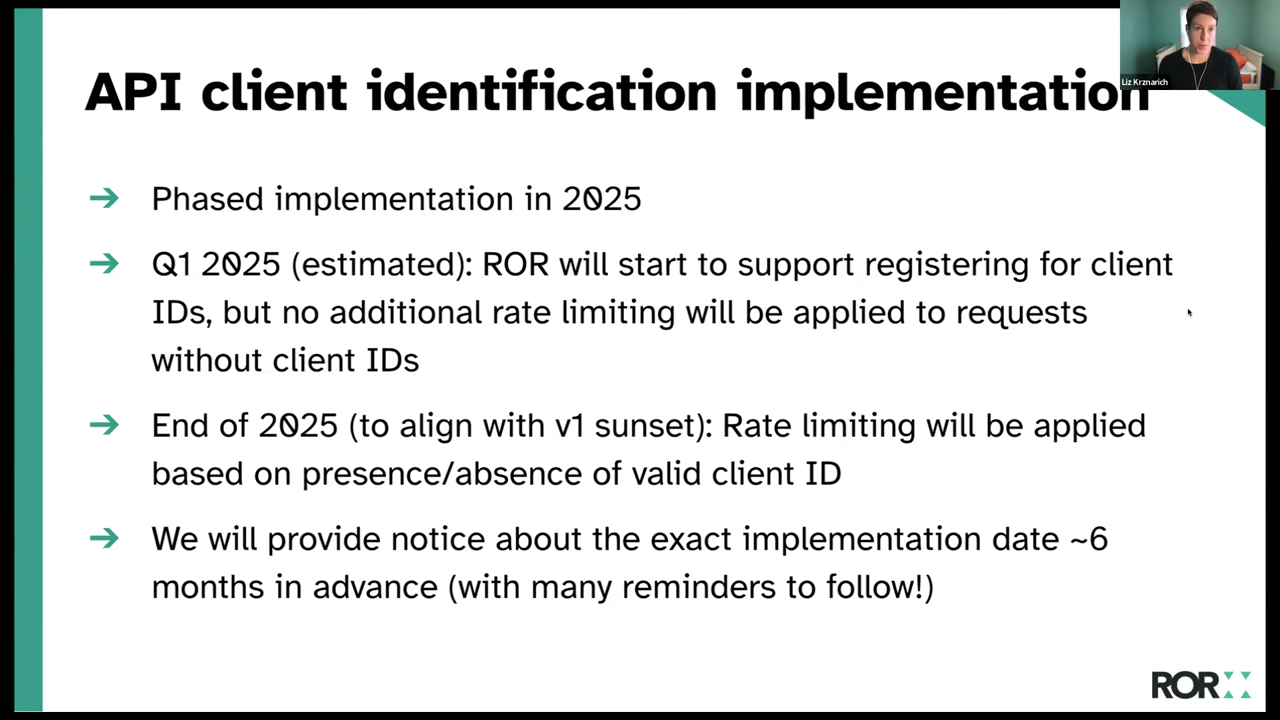 API client identification implementation
Liz Krznarich
→ Phased implementation in 2025
→ Q1 2025 (estimated): ROR will start to support registering for client
IDs, but no additional rate limiting will be applied to requests
without client IDs
→ End of 2025 (to align with v1 sunset): Rate limiting will be applied
based on presence/absence of valid client ID
→ We will provide notice about the exact implementation date ~6
months in advance (with many reminders to follow!)
ROR